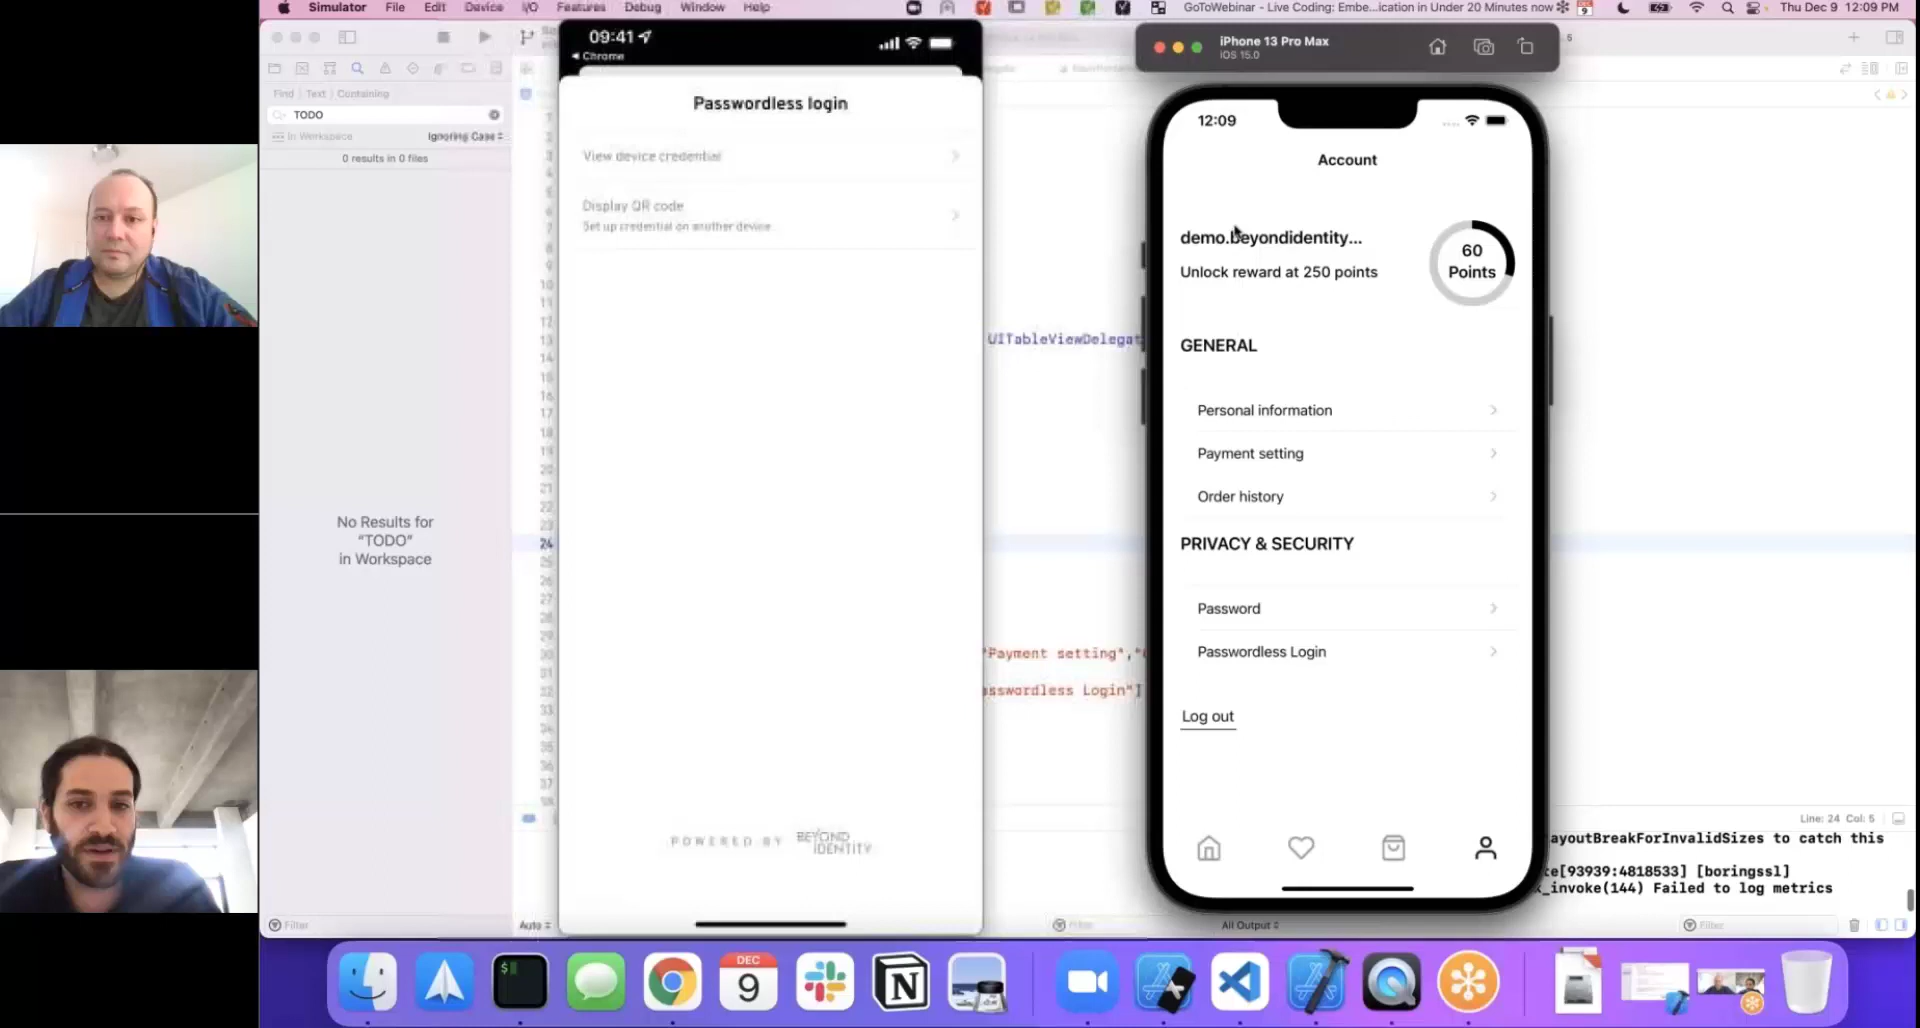 Simulator File Edit Device I/O Features Debug Window Help
GoToWebinar - Live Coding: Embe...ication in Under 20 Minutes now
9
Thu Dec 9 12:09 PM
Find Text Containing
TODO
In Workspace
Ignoring Case
0 results in 0 files
No Results for
“TODO”
in Workspace
Filter
09:41
Chrome
Passwordless login
View device credential
Display QR code
Set up credential on another device
POWERED BY BEYOND IDENTITY
iPhone 13 Pro Max
iOS 15.0
12:09
Account
demo.beyondidentity...
Unlock reward at 250 points
60
Points
GENERAL
Personal information
Payment setting
Order history
PRIVACY & SECURITY
Password
Passwordless Login
Log out
UITableViewDelegat
24
"Payment setting","
asswordless Login"]
Line: 24 Col: 5
ayoutBreakForInvalidSizes to catch this
te[93939:4818533] [boringssl]
_invoke(144) Failed to log metrics
Auto
Filter
All Output
Filter
DEC
9